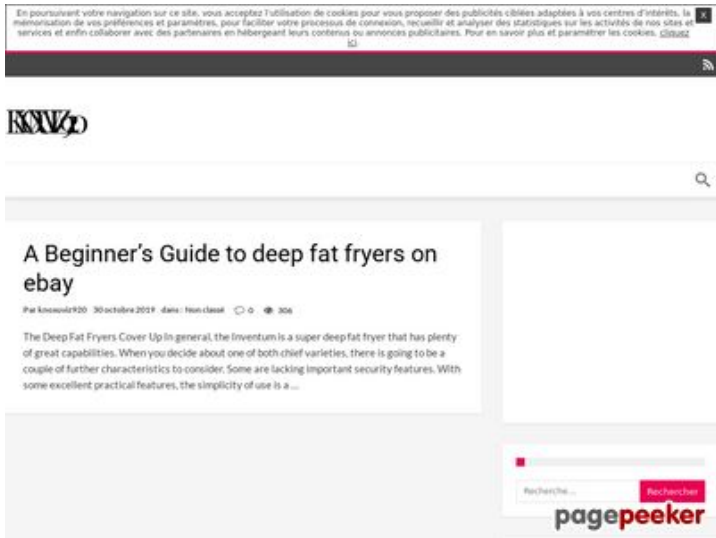 En poursuivant votre navigation sur ce site, vous acceptez l'utilisation de cookies pour vous proposer des publicités ciblées adaptées à vos centres d'intérêts, la
mémorisation de vos préférences et paramètres, pour faciliter votre processus de connexion, recueillir et analyser des statistiques sur les activités de nos sites et
services et enfin collaborer avec des partenaires en hébergeant leurs contenus ou annonces publicitaires. Pour en savoir plus et paramétrer les cookies, cliquez
ici
X
A Beginner's Guide to deep fat fryers on
ebay
Par knoxoviz920 30 octobre 2019 dans : Non classé 0 306
The Deep Fat Fryers Cover Up In general, the Inventum is a super deep fat fryer that has plenty
of great capabilities. When you decide about one of both chief varieties, there is going to be a
couple of further characteristics to consider. Some are lacking important security features. With
some excellent practical features, the simplicity of use is a ...
Recherche...
Rechercher
pagepeeker